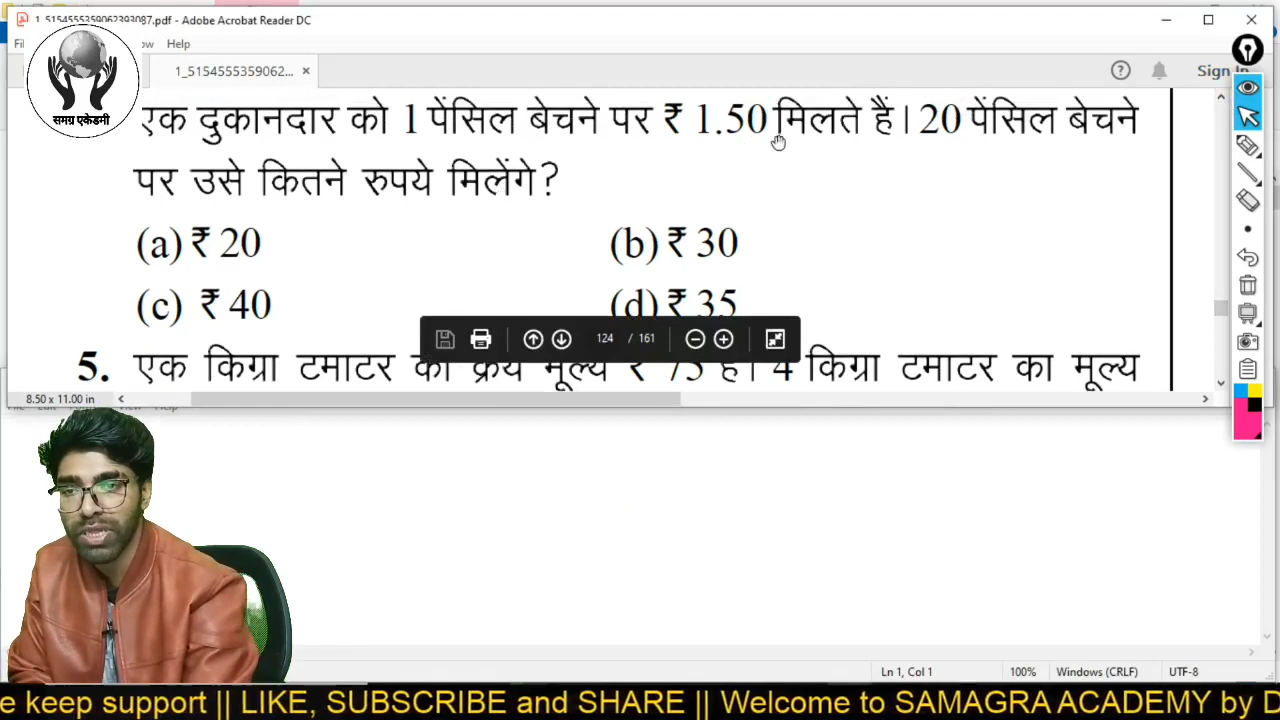 1_5154555359062393087.pdf - Adobe Acrobat Reader DC
Help
1_5154555359062...
Sign In
समग्र एकेडमी
एक दुकानदार को 1 पेंसिल बेचने पर ₹ 1.50 मिलते हैं। 20 पेंसिल बेचने
पर उसे कितने रुपये मिलेंगे?
(a) ₹ 20 (b) ₹ 30
(c) ₹ 40 (d) ₹ 35
124 / 161
5. एक किग्रा टमाटर का क्रय मूल्य ₹ 75 है। 4 किग्रा टमाटर का मूल्य
8.50 x 11.00 in
Ln 1, Col 1 100% Windows (CRLF) UTF-8
e keep support || LIKE, SUBSCRIBE and SHARE || Welcome to SAMAGRA ACADEMY by D